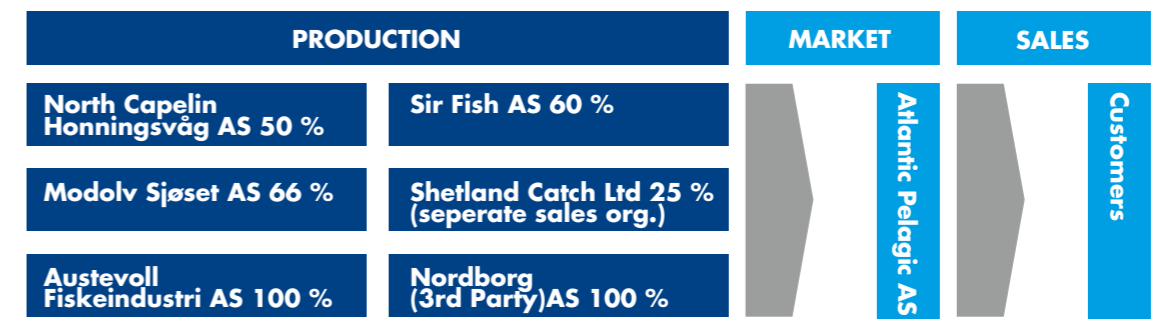 PRODUCTION
MARKET
SALES
North Capelin
Honningsvåg AS 50 %
Sir Fish AS 60 %
Modolv Sjøset AS 66 %
Shetland Catch Ltd 25 %
(seperate sales org.)
Austevoll
Fiskeindustri AS 100 %
Nordborg
(3rd Party)AS 100 %
Atlantic Pelagic AS
Customers